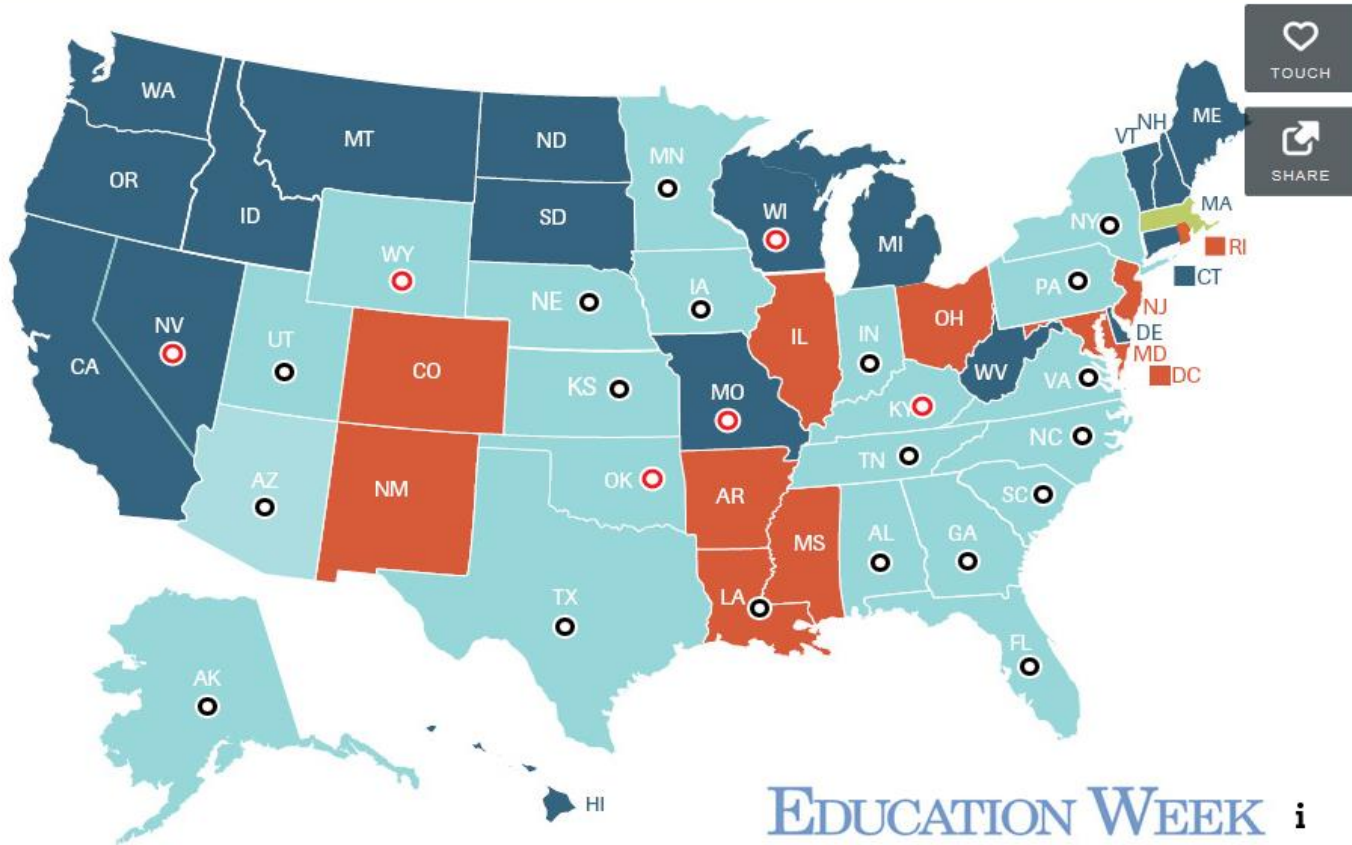 TOUCH
SHARE
WA
MT
ND
MN
VT
NH
ME
OR
ID
SD
WI
MI
NY
MA
RI
CT
WY
NE
IA
PA
NJ
NV
UT
CO
IL
IN
OH
DE
MD
DC
CA
KS
MO
WV
VA
KY
NC
AZ
NM
OK
TN
AR
SC
MS
AL
GA
TX
LA
FL
AK
HI
EDUCATION WEEK i